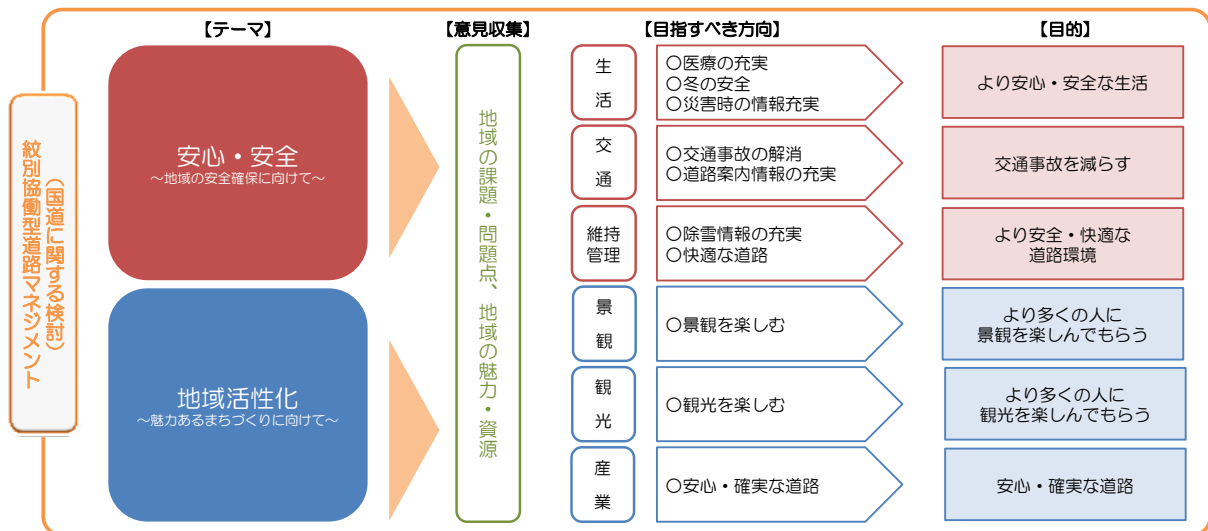 【テーマ】
【意見収集】
【目指すべき方向】
【目的】
紋別協働型道路マネジメント
（国道に関する検討）
安心・安全
～地域の安全確保に向けて～
地域活性化
～魅力あるまちづくりに向けて～
地域の課題・問題点、地域の魅力・資源
生活
〇医療の充実
〇冬の安全
〇災害時の情報充実
より安心・安全な生活
交通
〇交通事故の解消
〇道路案内情報の充実
交通事故を減らす
維持
管理
〇除雪情報の充実
〇快適な道路
より安全・快適な
道路環境
景観
〇景観を楽しむ
より多くの人に
景観を楽しんでもらう
観光
〇観光を楽しむ
より多くの人に
観光を楽しんでもらう
産業
〇安心・確実な道路
安心・確実な道路